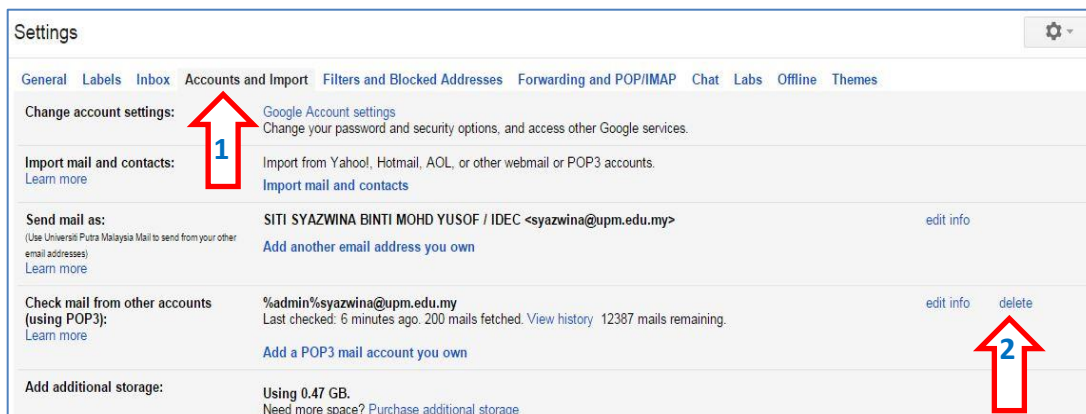 Settings
General Labels Inbox Accounts and Import Filters and Blocked Addresses Forwarding and POP/IMAP Chat Labs Offline Themes
Change account settings: Google Account settings
Change your password and security options, and access other Google services.
1
Import mail and contacts: Import from Yahoo!, Hotmail, AOL, or other webmail or POP3 accounts.
Learn more
Import mail and contacts
Send mail as: SITI SYAZWINA BINTI MOHD YUSOF / IDEC <syazwina@upm.edu.my> edit info
(Use Universiti Putra Malaysia Mail to send from your other
email addresses)
Add another email address you own
Learn more
Check mail from other accounts %admin%syazwina@upm.edu.my edit info delete
(using POP3): Last checked: 6 minutes ago. 200 mails fetched. View history 12387 mails remaining.
Learn more
Add a POP3 mail account you own
2
Add additional storage: Using 0.47 GB.
Need more space? Purchase additional storage